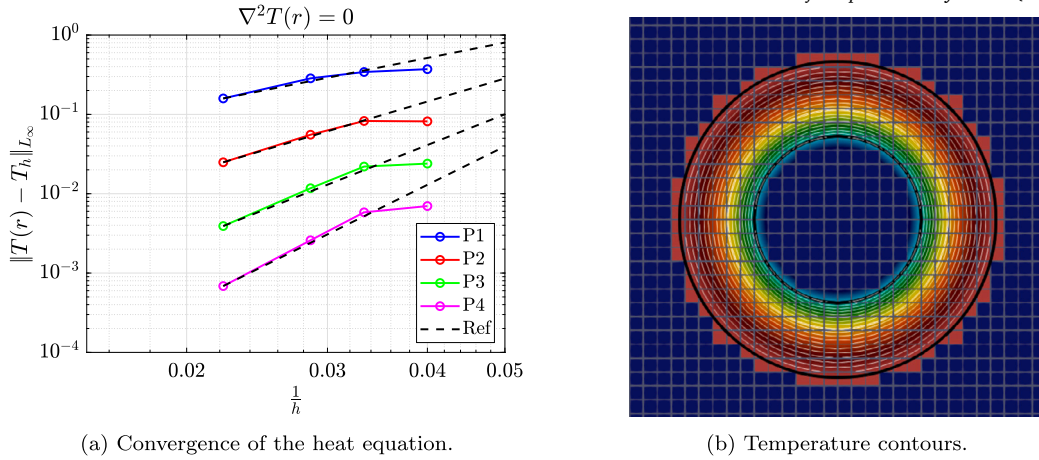 ∇²T(r) = 0
10⁰
10⁻¹
10⁻²
10⁻³
10⁻⁴
‖T(r) − Tₕ‖_{L∞}
P1
P2
P3
P4
Ref
0.02
0.03
0.04
0.05
1/h
(a) Convergence of the heat equation.
(b) Temperature contours.